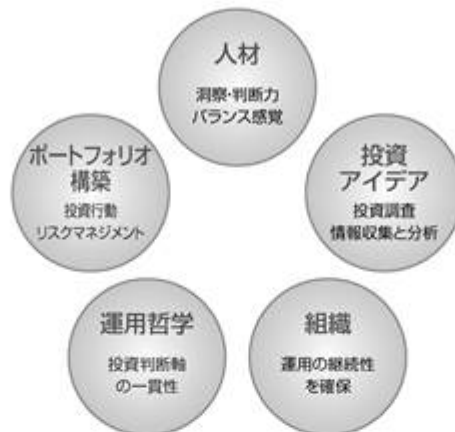 人材
洞察・判断力
バランス感覚
ポートフォリオ
構築
投資行動
リスクマネジメント
投資
アイデア
投資調査
情報収集と分析
運用哲学
投資判断軸
の一貫性
組織
運用の継続性
を確保